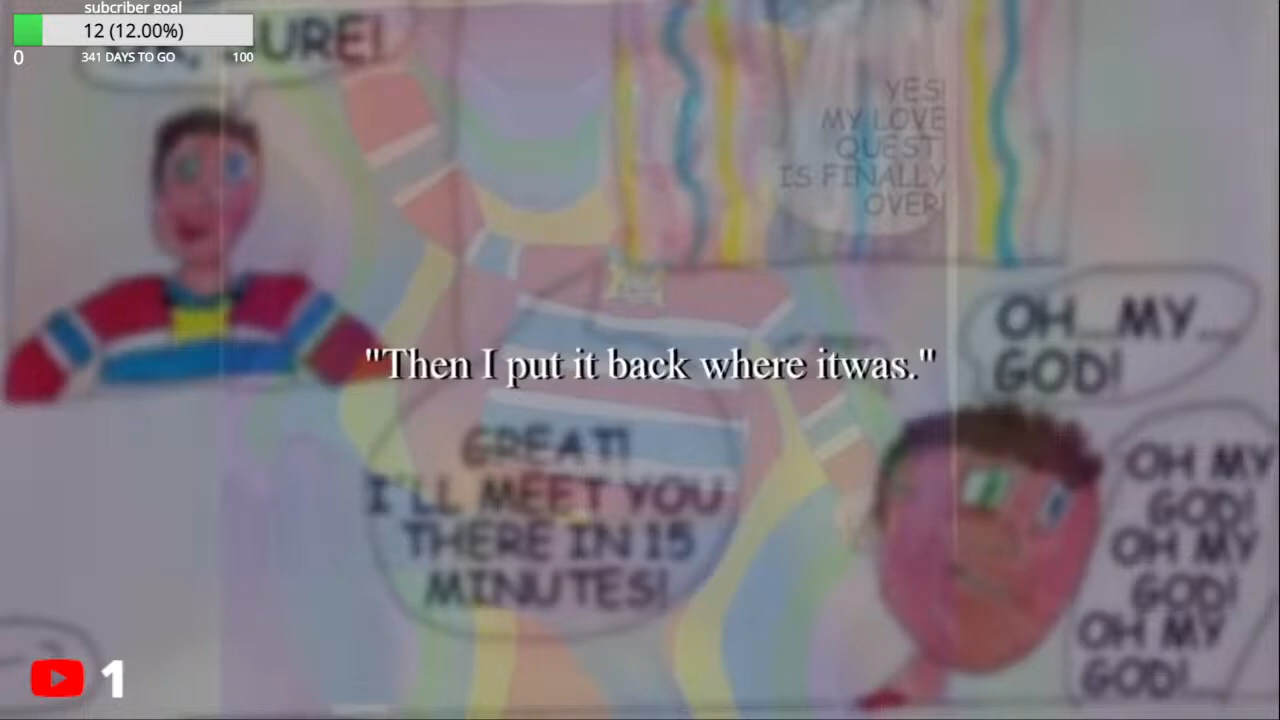 subcriber goal
12 (12.00%)
0
341 DAYS TO GO
100
URE!
YES!
MY LOVE
QUEST
IS FINALLY
OVER!
OH...MY...
GOD!
"Then I put it back where itwas."
GREAT!
I'LL MEET YOU
THERE IN 15
MINUTES!
OH MY
GOD!
OH MY
GOD!
OH MY
GOD!
1